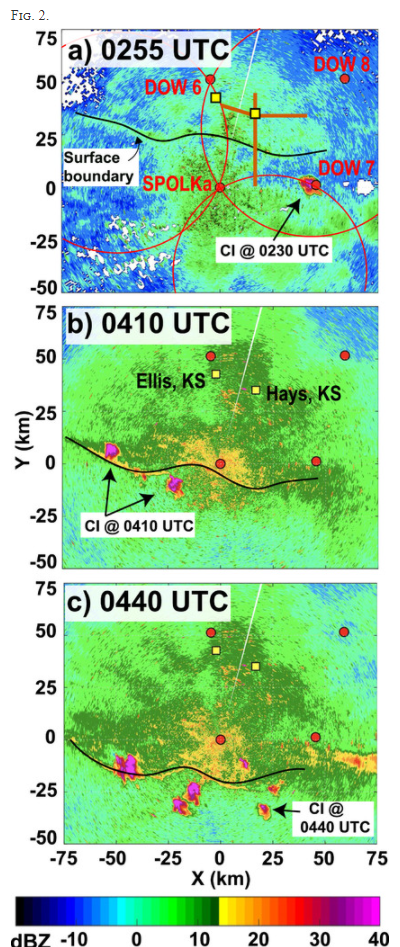 FIG. 2.
75
a) 0255 UTC
DOW 6
DOW 8
50
25
Surface
boundary
DOW 7
SPOLKa
0
-25
CI @ 0230 UTC
-50
75
b) 0410 UTC
50
Ellis, KS
Hays, KS
25
Y (km)
0
-25
CI @ 0410 UTC
-50
75
c) 0440 UTC
50
25
0
-25
CI @
0440 UTC
-50
-75 -50 -25 0 25 50 75
X (km)
dBZ -10 0 10 20 30 40